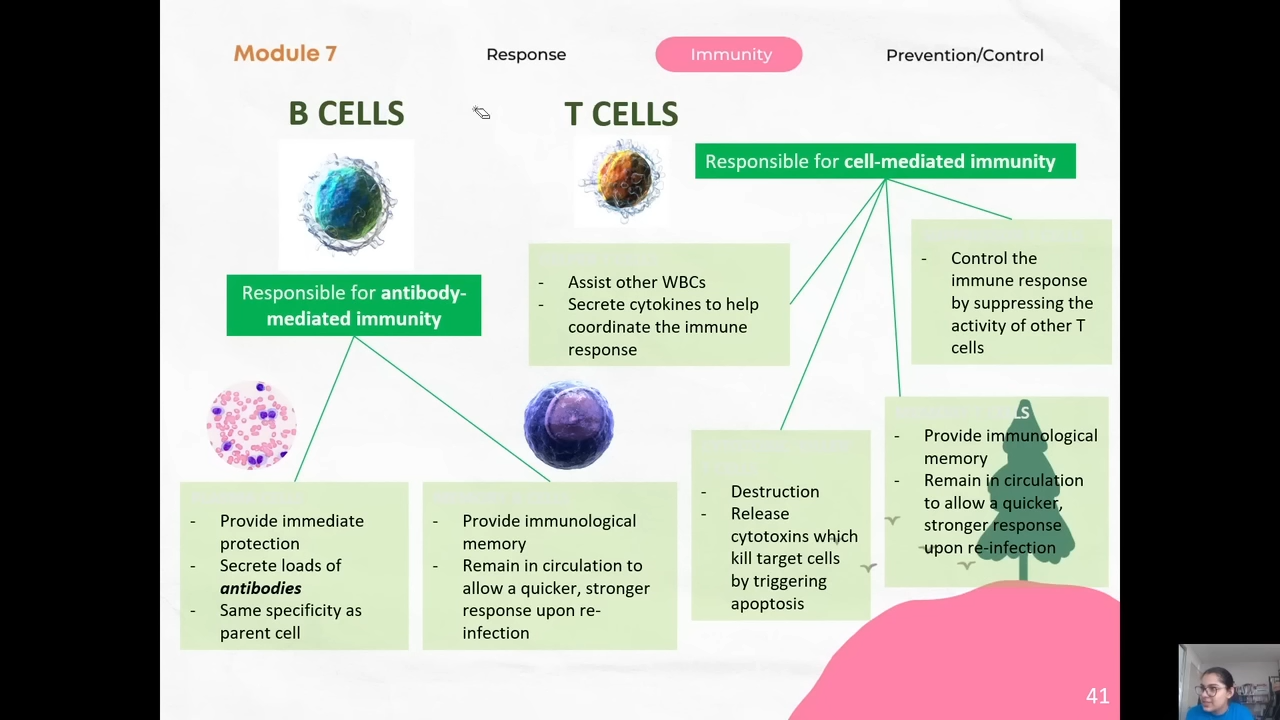 Module 7
Response
Immunity
Prevention/Control
B CELLS
T CELLS
Responsible for cell-mediated immunity
Responsible for antibody-
mediated immunity
- Assist other WBCs
- Secrete cytokines to help
coordinate the immune
response
- Control the
immune response
by suppressing the
activity of other T
cells
- Provide immediate
protection
- Secrete loads of
antibodies
- Same specificity as
parent cell
- Provide immunological
memory
- Remain in circulation to
allow a quicker, stronger
response upon re-
infection
- Destruction
- Release
cytotoxins which
kill target cells
by triggering
apoptosis
- Provide immunological
memory
- Remain in circulation
to allow a quicker,
stronger response
upon re-infection
41